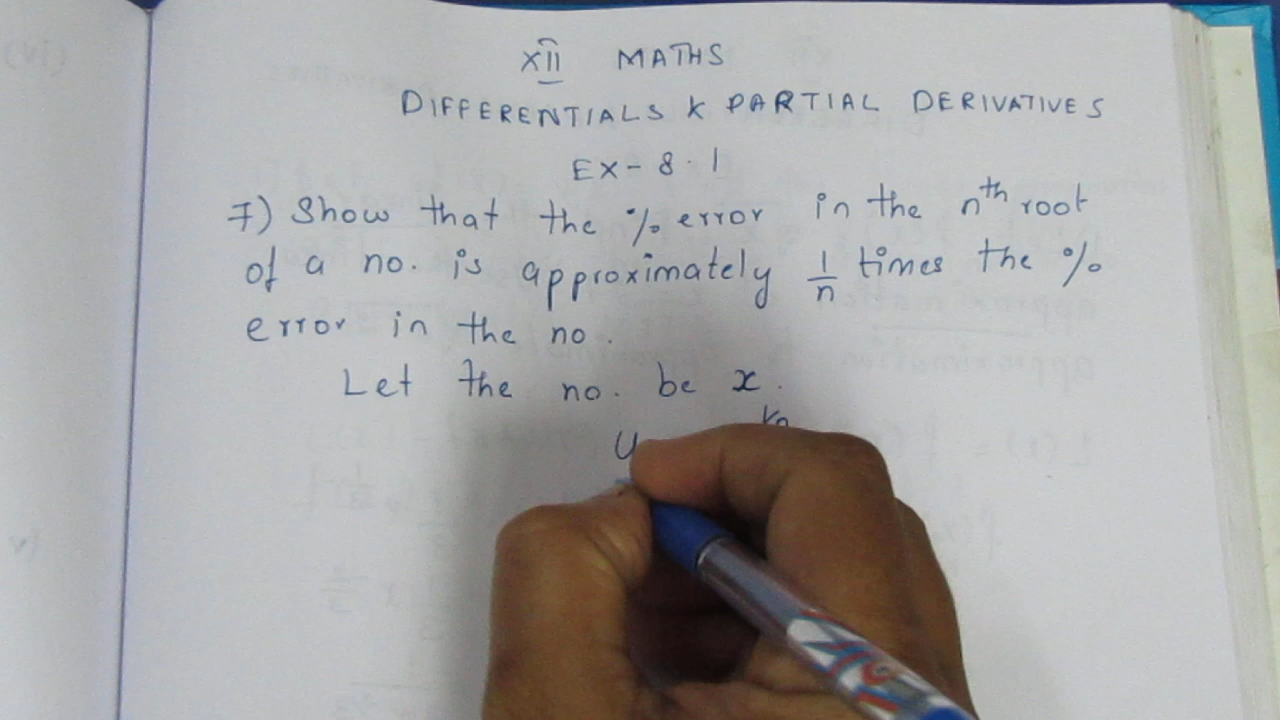 XII MATHS
DIFFERENTIALS & PARTIAL DERIVATIVES
EX - 8.1
7) Show that the % error in the nth root
of a no. is approximately 1/n times the %
error in the no.
Let the no. be x.
y